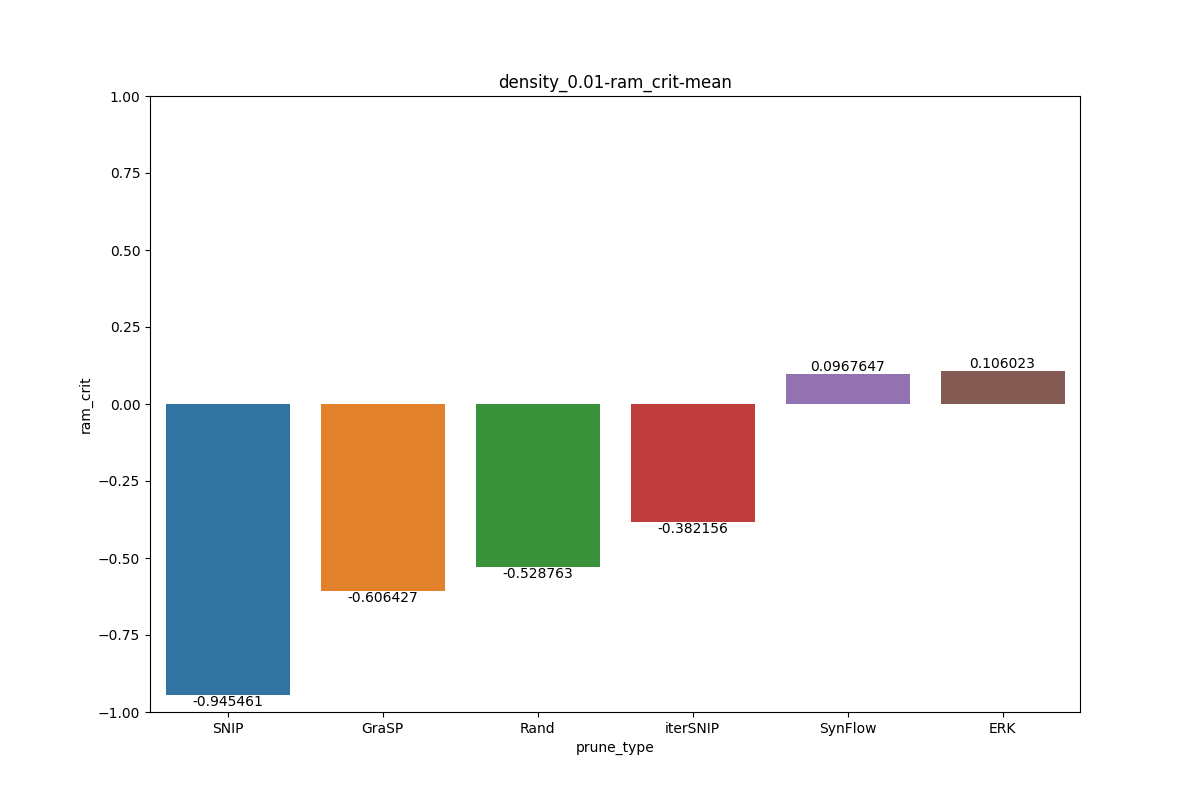 density_0.01-ram_crit-mean
1.00
0.75
0.50
0.25
0.00
−0.25
−0.50
−0.75
−1.00
ram_crit
-0.945461
-0.606427
-0.528763
-0.382156
0.0967647
0.106023
SNIP
GraSP
Rand
iterSNIP
SynFlow
ERK
prune_type